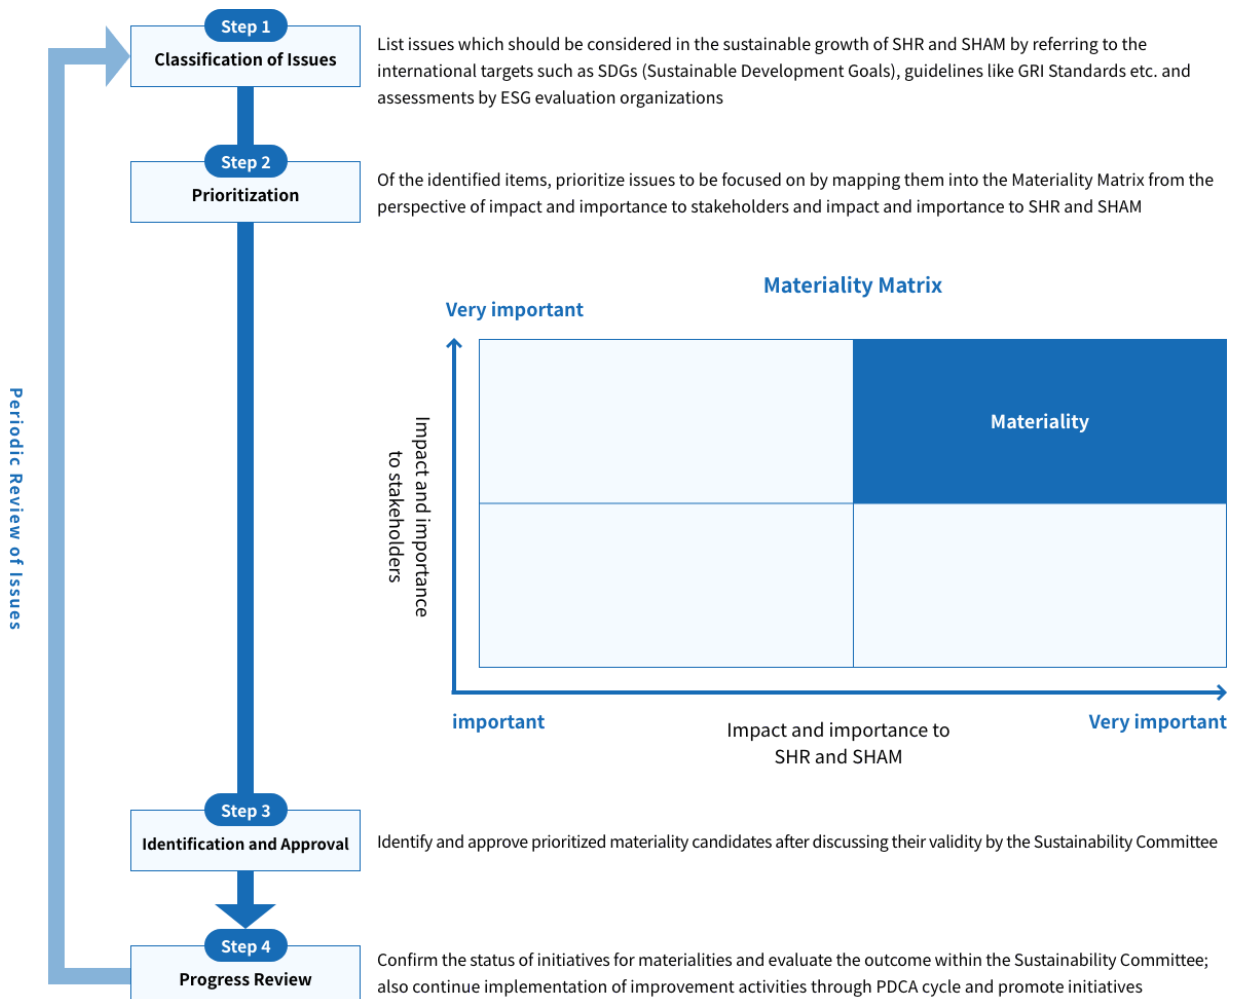 Step 1
Classification of Issues
List issues which should be considered in the sustainable growth of SHR and SHAM by referring to the
international targets such as SDGs (Sustainable Development Goals), guidelines like GRI Standards etc. and
assessments by ESG evaluation organizations
Step 2
Prioritization
Of the identified items, prioritize issues to be focused on by mapping them into the Materiality Matrix from the
perspective of impact and importance to stakeholders and impact and importance to SHR and SHAM
Materiality Matrix
Very important
Materiality
Impact and importance
to stakeholders
important
Impact and importance to
SHR and SHAM
Very important
Periodic Review of Issues
Step 3
Identification and Approval
Identify and approve prioritized materiality candidates after discussing their validity by the Sustainability Committee
Step 4
Progress Review
Confirm the status of initiatives for materialities and evaluate the outcome within the Sustainability Committee;
also continue implementation of improvement activities through PDCA cycle and promote initiatives